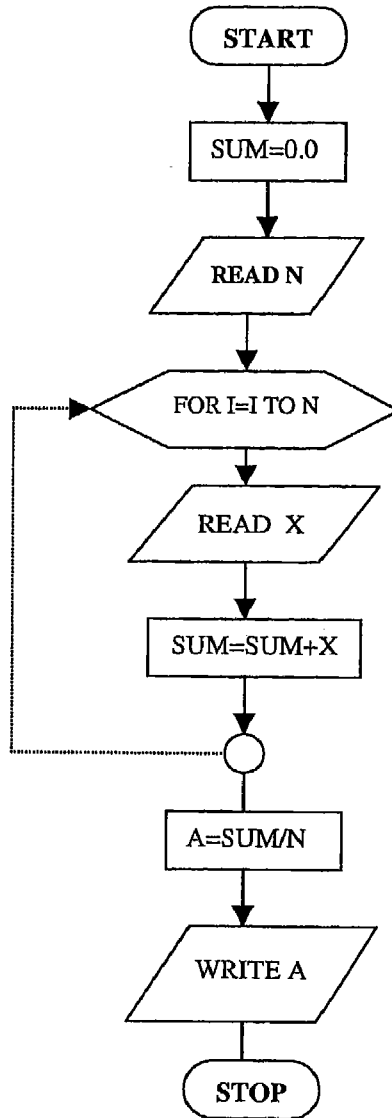 START
SUM=0.0
READ N
FOR I=I TO N
READ X
SUM=SUM+X
A=SUM/N
WRITE A
STOP